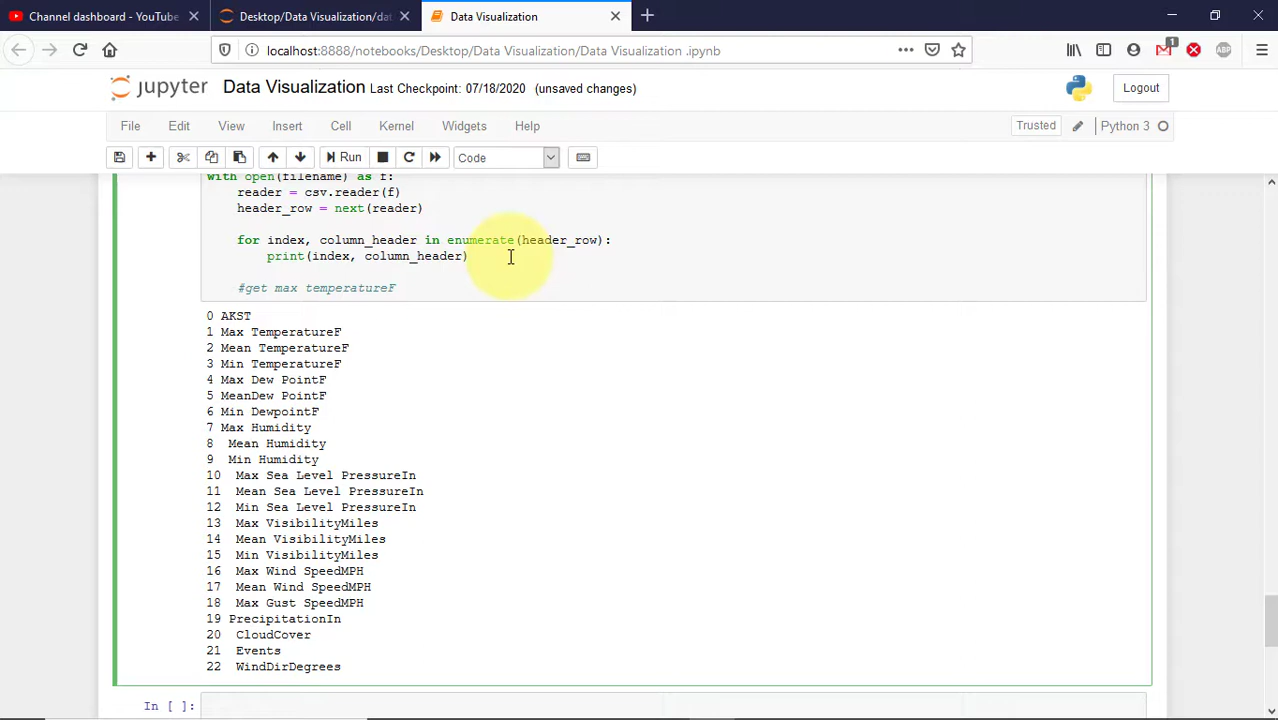 Channel dashboard - YouTube
Desktop/Data Visualization/dat
Data Visualization
localhost:8888/notebooks/Desktop/Data Visualization/Data Visualization .ipynb
1
ABP
jupyter Data Visualization Last Checkpoint: 07/18/2020 (unsaved changes)
Logout
File Edit View Insert Cell Kernel Widgets Help
Trusted
Python 3
Run
Code
with open(filename) as f:
reader = csv.reader(f)
header_row = next(reader)
for index, column_header in enumerate(header_row):
print(index, column_header)
#get max temperatureF
0 AKST
1 Max TemperatureF
2 Mean TemperatureF
3 Min TemperatureF
4 Max Dew PointF
5 MeanDew PointF
6 Min DewpointF
7 Max Humidity
8  Mean Humidity
9  Min Humidity
10  Max Sea Level PressureIn
11  Mean Sea Level PressureIn
12  Min Sea Level PressureIn
13  Max VisibilityMiles
14  Mean VisibilityMiles
15  Min VisibilityMiles
16  Max Wind SpeedMPH
17  Mean Wind SpeedMPH
18  Max Gust SpeedMPH
19 PrecipitationIn
20  CloudCover
21  Events
22  WindDirDegrees
In [ ]: